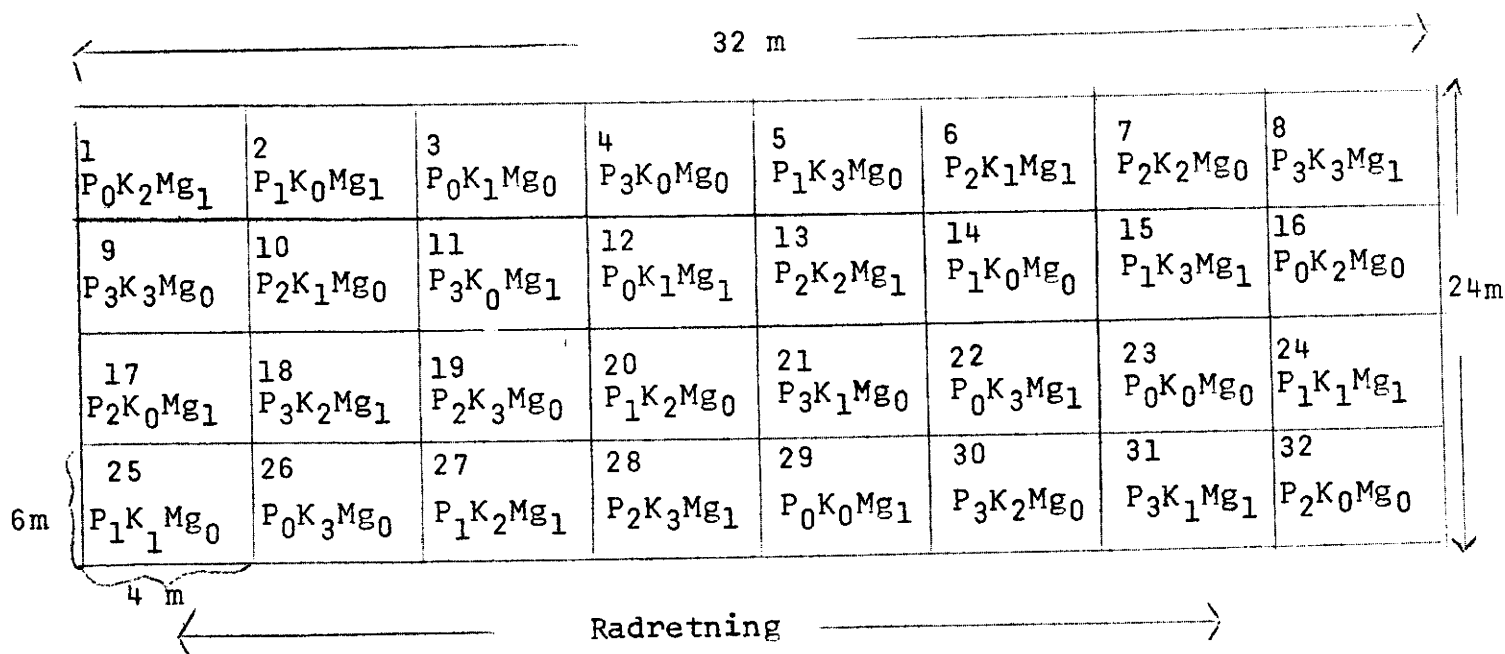 32 m
1 2 3 4 5 6 7 8
P0K2Mg1 P1K0Mg1 P0K1Mg0 P3K0Mg0 P1K3Mg0 P2K1Mg1 P2K2Mg0 P3K3Mg1
9 10 11 12 13 14 15 16
P3K3Mg0 P2K1Mg0 P3K0Mg1 P0K1Mg1 P2K2Mg1 P1K0Mg0 P1K3Mg1 P0K2Mg0
24m
17 18 19 20 21 22 23 24
P2K0Mg1 P3K2Mg1 P2K3Mg0 P1K2Mg0 P3K1Mg0 P0K3Mg1 P0K0Mg0 P1K1Mg1
25 26 27 28 29 30 31 32
6m
P1K1Mg0 P0K3Mg0 P1K2Mg1 P2K3Mg1 P0K0Mg1 P3K2Mg0 P3K1Mg1 P2K0Mg0
4 m
Radretning